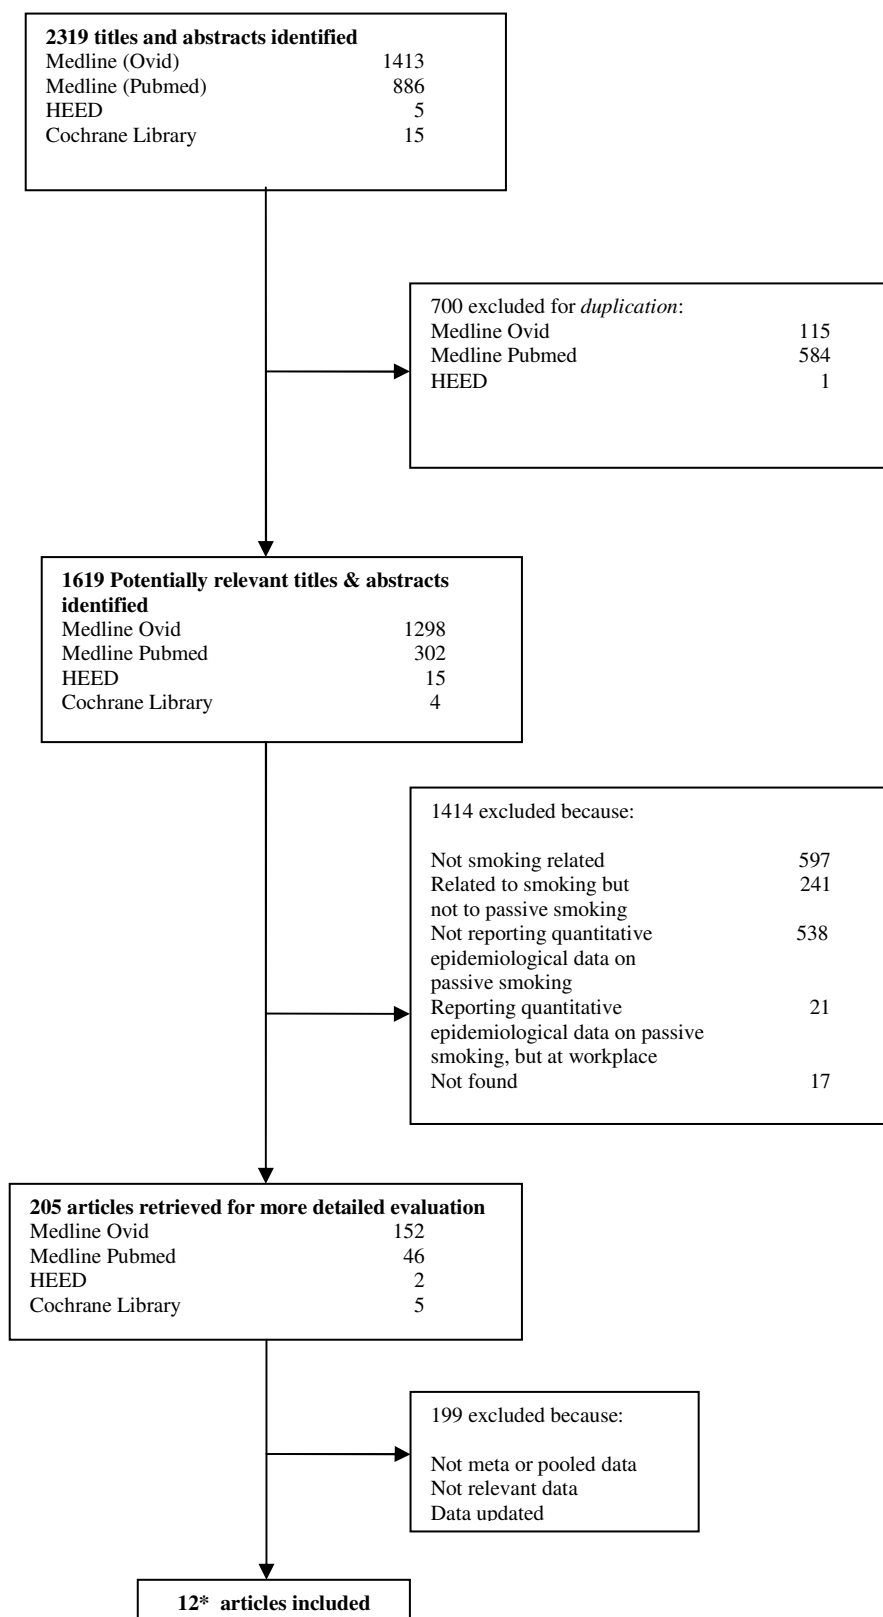 2319 titles and abstracts identified
Medline (Ovid) 1413
Medline (Pubmed) 886
HEED 5
Cochrane Library 15
700 excluded for duplication:
Medline Ovid 115
Medline Pubmed 584
HEED 1
1619 Potentially relevant titles & abstracts
identified
Medline Ovid 1298
Medline Pubmed 302
HEED 15
Cochrane Library 4
1414 excluded because:
Not smoking related 597
Related to smoking but 241
not to passive smoking
Not reporting quantitative 538
epidemiological data on
passive smoking
Reporting quantitative 21
epidemiological data on passive
smoking, but at workplace
Not found 17
205 articles retrieved for more detailed evaluation
Medline Ovid 152
Medline Pubmed 46
HEED 2
Cochrane Library 5
199 excluded because:
Not meta or pooled data
Not relevant data
Data updated
12* articles included